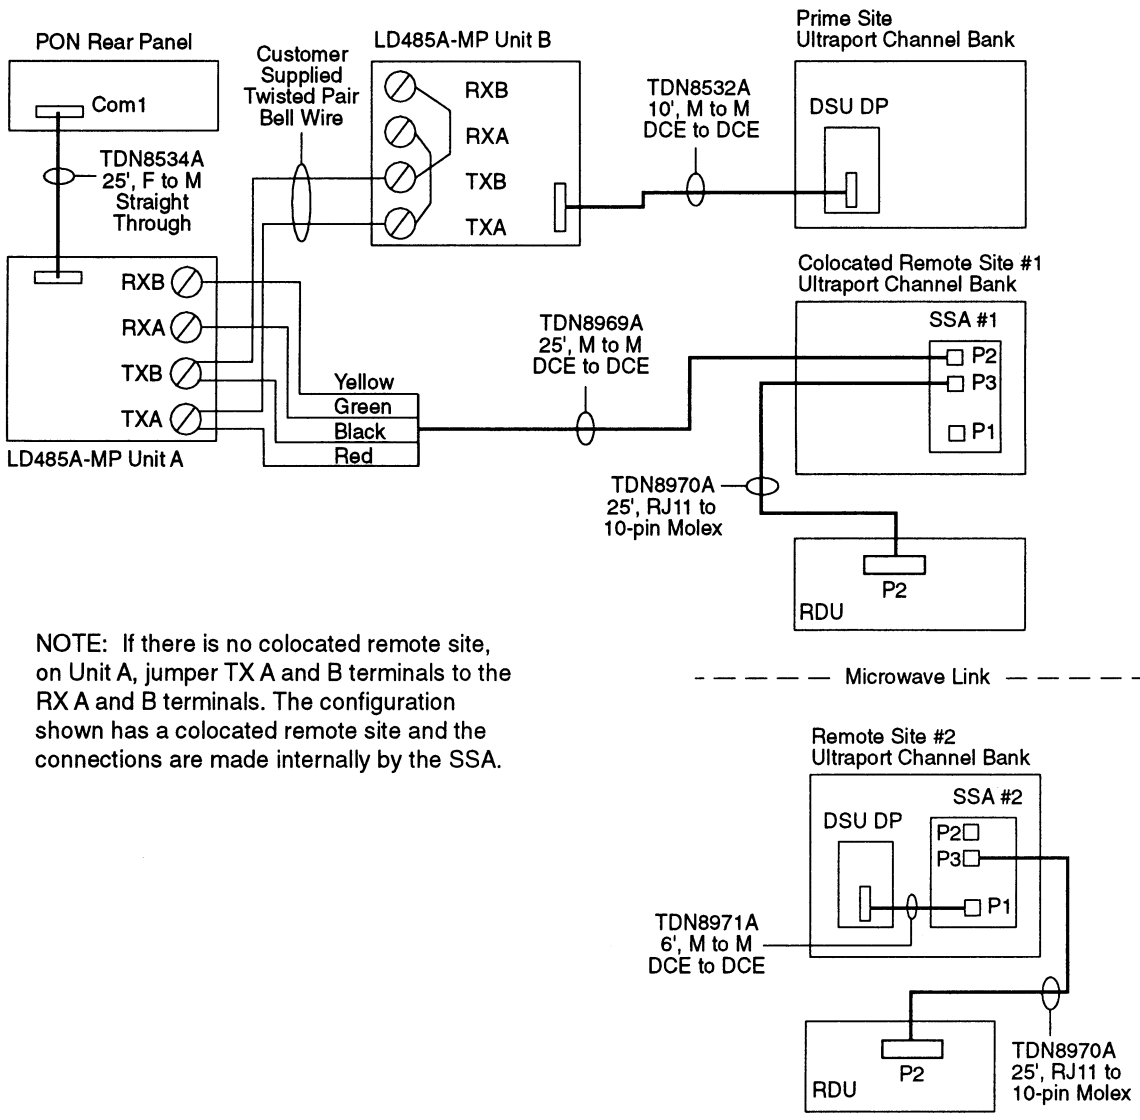 PON Rear Panel
Com1
TDN8534A
25', F to M
Straight
Through
Customer
Supplied
Twisted Pair
Bell Wire
LD485A-MP Unit B
RXB
RXA
TXB
TXA
TDN8532A
10', M to M
DCE to DCE
Prime Site
Ultraport Channel Bank
DSU DP
RXB
RXA
TXB
TXA
LD485A-MP Unit A
Yellow
Green
Black
Red
TDN8969A
25', M to M
DCE to DCE
Colocated Remote Site #1
Ultraport Channel Bank
SSA #1
P2
P3
P1
TDN8970A
25', RJ11 to
10-pin Molex
P2
RDU
NOTE: If there is no colocated remote site,
on Unit A, jumper TX A and B terminals to the
RX A and B terminals. The configuration
shown has a colocated remote site and the
connections are made internally by the SSA.
Microwave Link
Remote Site #2
Ultraport Channel Bank
SSA #2
DSU DP
P2
P3
P1
TDN8971A
6', M to M
DCE to DCE
P2
RDU
TDN8970A
25', RJ11 to
10-pin Molex